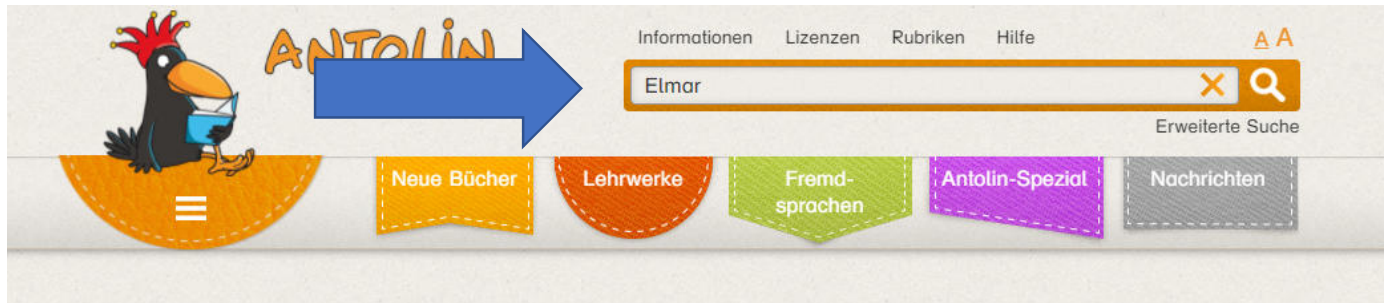 ANTOLIN
Informationen Lizenzen Rubriken Hilfe A A
Elmar
Erweiterte Suche
Neue Bücher
Lehrwerke
Fremd-
sprachen
Antolin-Spezial
Nachrichten